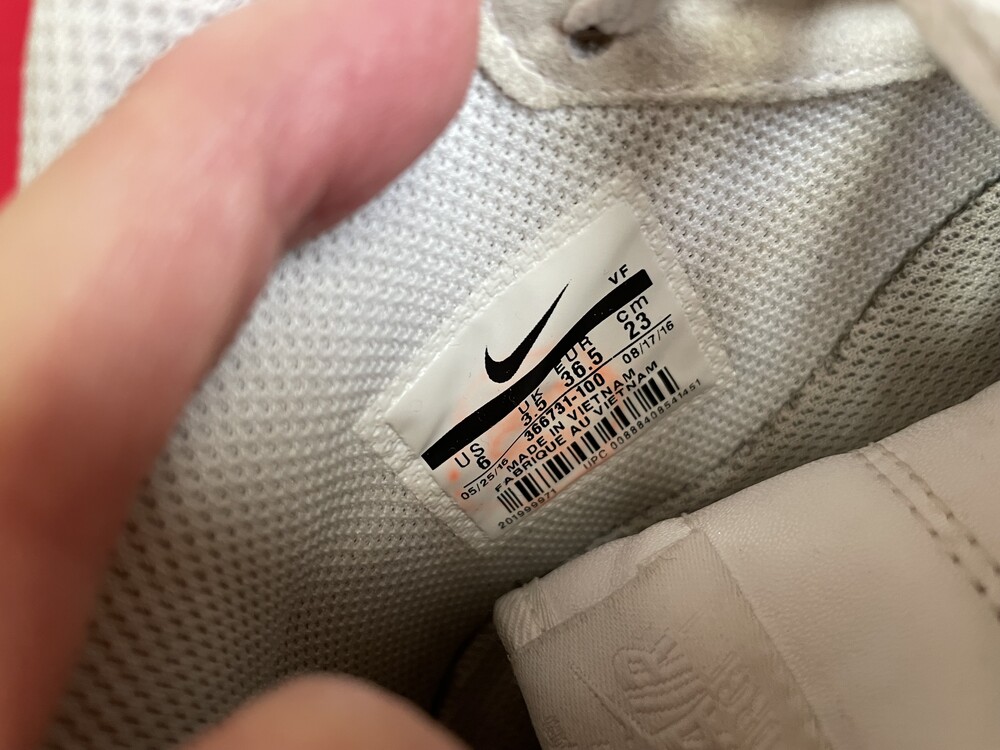 VF
US UK EUR cm
6 3.5 36.5 23
05/25/16 366731-100 08/17/16
MADE IN VIETNAM
FABRIQUE AU VIETNAM
201999971 UPC 00888408541451
AIR